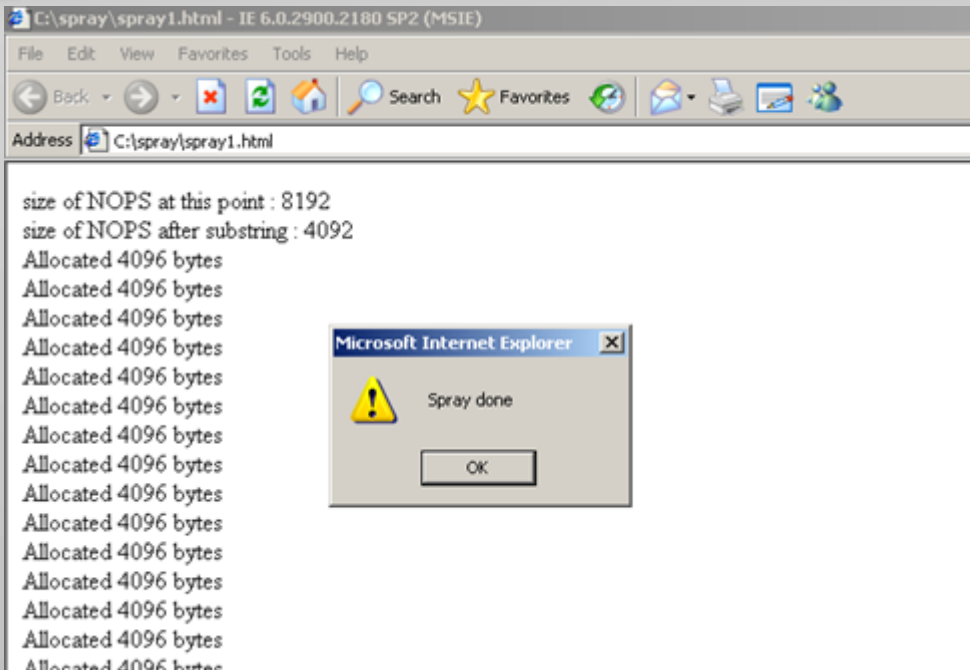 C:\spray\spray1.html - IE 6.0.2900.2180 SP2 (MSIE)
File Edit View Favorites Tools Help
Back Search Favorites
Address C:\spray\spray1.html
size of NOPS at this point : 8192
size of NOPS after substring : 4092
Allocated 4096 bytes
Allocated 4096 bytes
Allocated 4096 bytes
Allocated 4096 bytes
Microsoft Internet Explorer
Allocated 4096 bytes
Allocated 4096 bytes
Spray done
Allocated 4096 bytes
Allocated 4096 bytes
OK
Allocated 4096 bytes
Allocated 4096 bytes
Allocated 4096 bytes
Allocated 4096 bytes
Allocated 4096 bytes
Allocated 4096 bytes
Allocated 4096 bytes